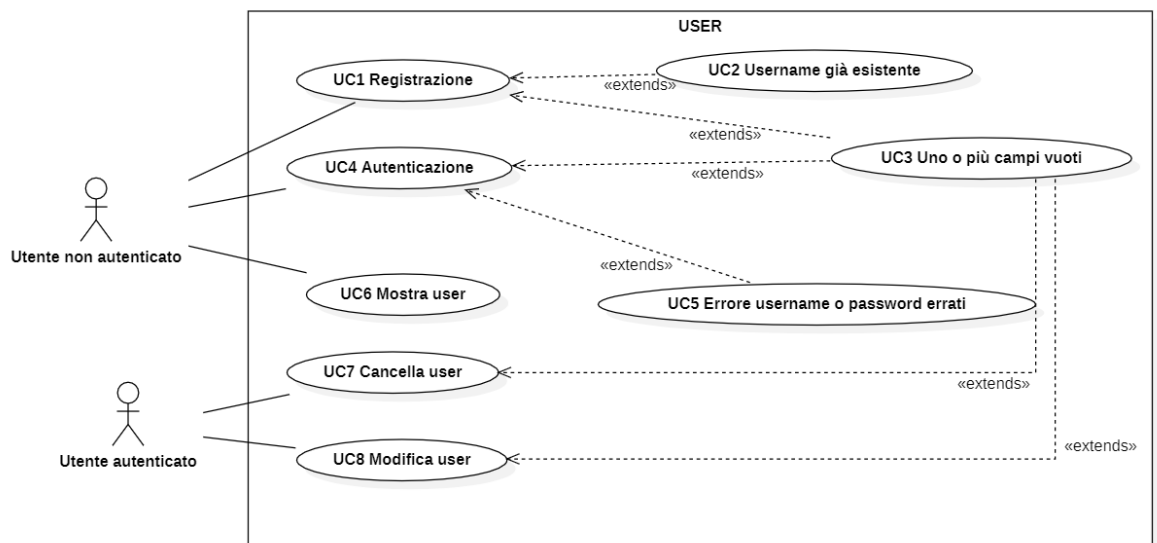 USER
UC1 Registrazione
UC2 Username già esistente
«extends»
«extends»
UC4 Autenticazione
UC3 Uno o più campi vuoti
«extends»
Utente non autenticato
«extends»
UC6 Mostra user
UC5 Errore username o password errati
UC7 Cancella user
«extends»
Utente autenticato
UC8 Modifica user
«extends»